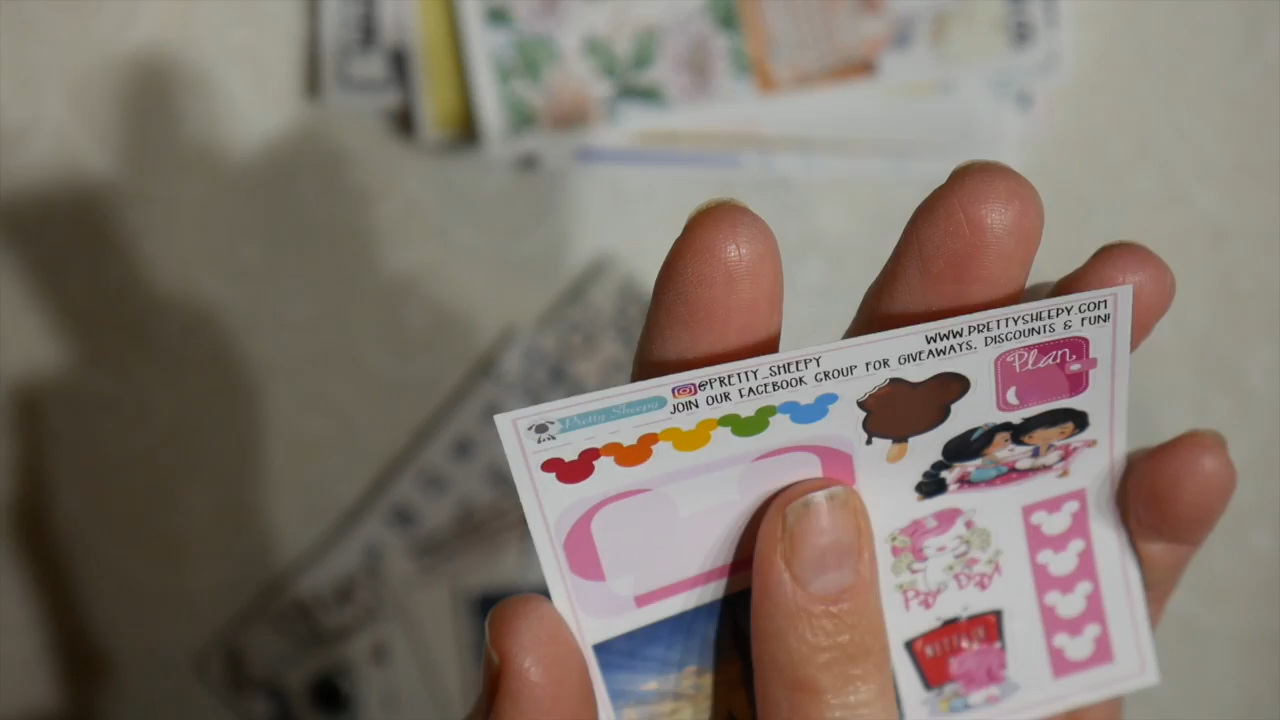 WWW.PRETTYSHEEPY.COM
@PRETTY_SHEEPY
JOIN OUR FACEBOOK GROUP FOR GIVEAWAYS, DISCOUNTS & FUN!
Pretty Sheepy
Plan
Pay Day!
NETFLIX